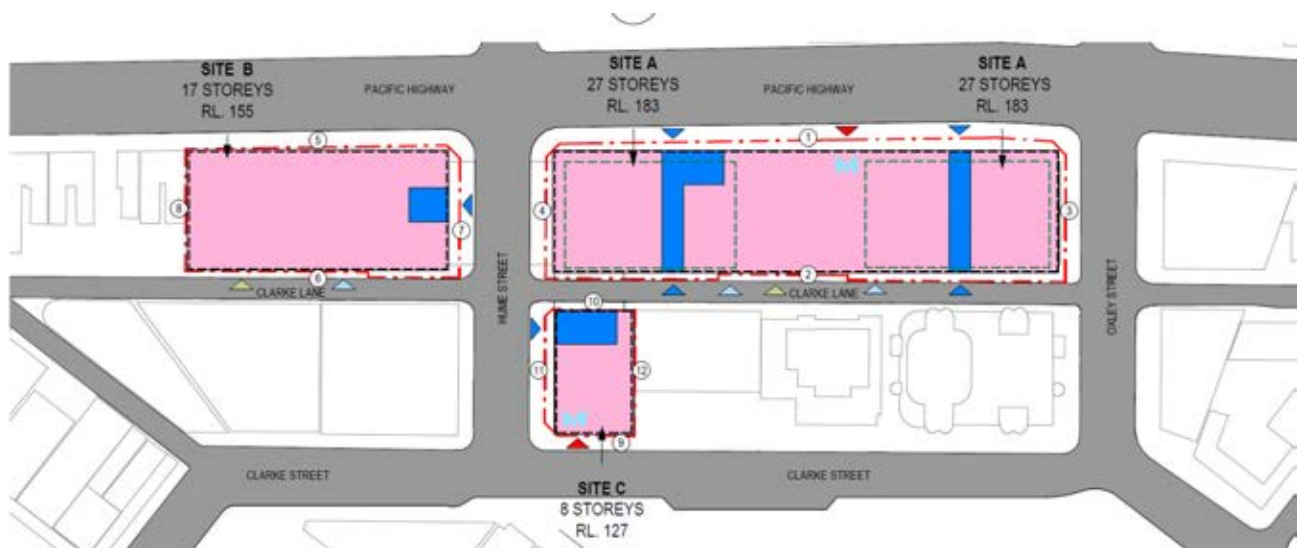 SITE B
17 STOREYS
RL. 155
PACIFIC HIGHWAY
SITE A
27 STOREYS
RL. 183
PACIFIC HIGHWAY
SITE A
27 STOREYS
RL. 183
5
1
8
7
4
3
6
2
CLARKE LANE
CLARKE LANE
HUME STREET
OXLEY STREET
10
11
12
9
CLARKE STREET
CLARKE STREET
SITE C
8 STOREYS
RL. 127